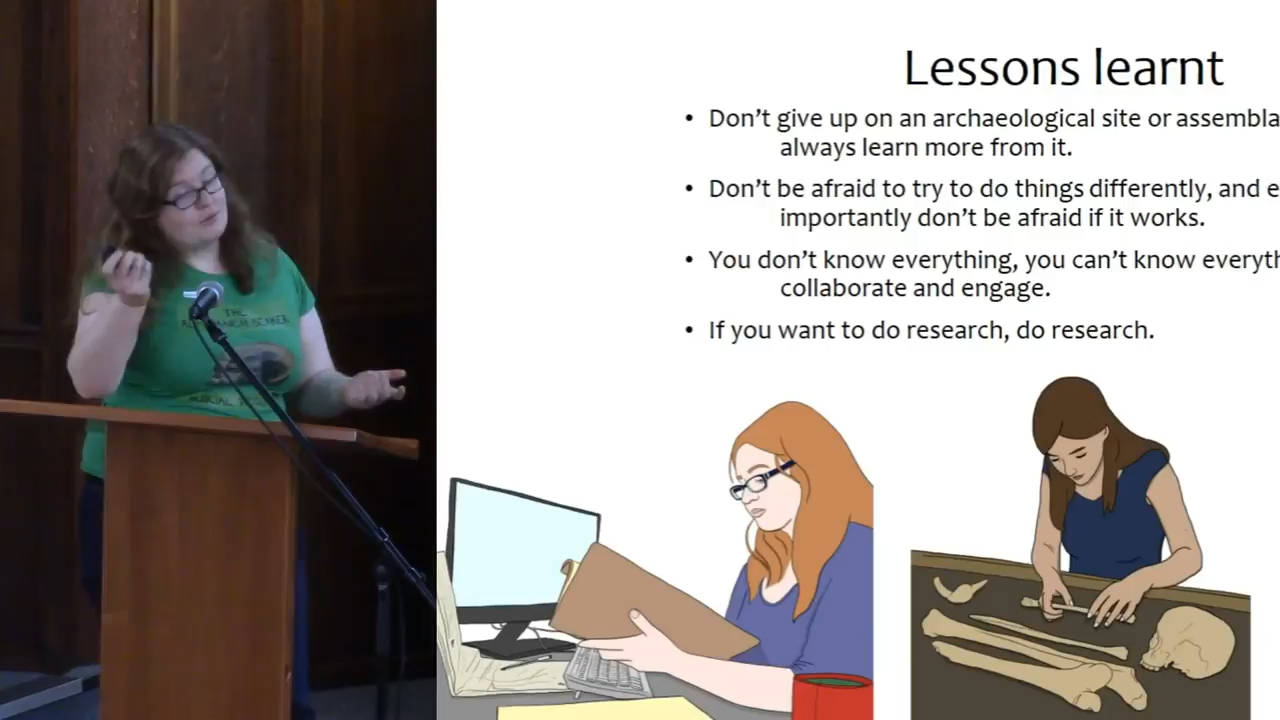 Lessons learnt
• Don't give up on an archaeological site or assembla
always learn more from it.
• Don't be afraid to try to do things differently, and e
importantly don't be afraid if it works.
• You don't know everything, you can't know everyth
collaborate and engage.
• If you want to do research, do research.
THE
BURIAL